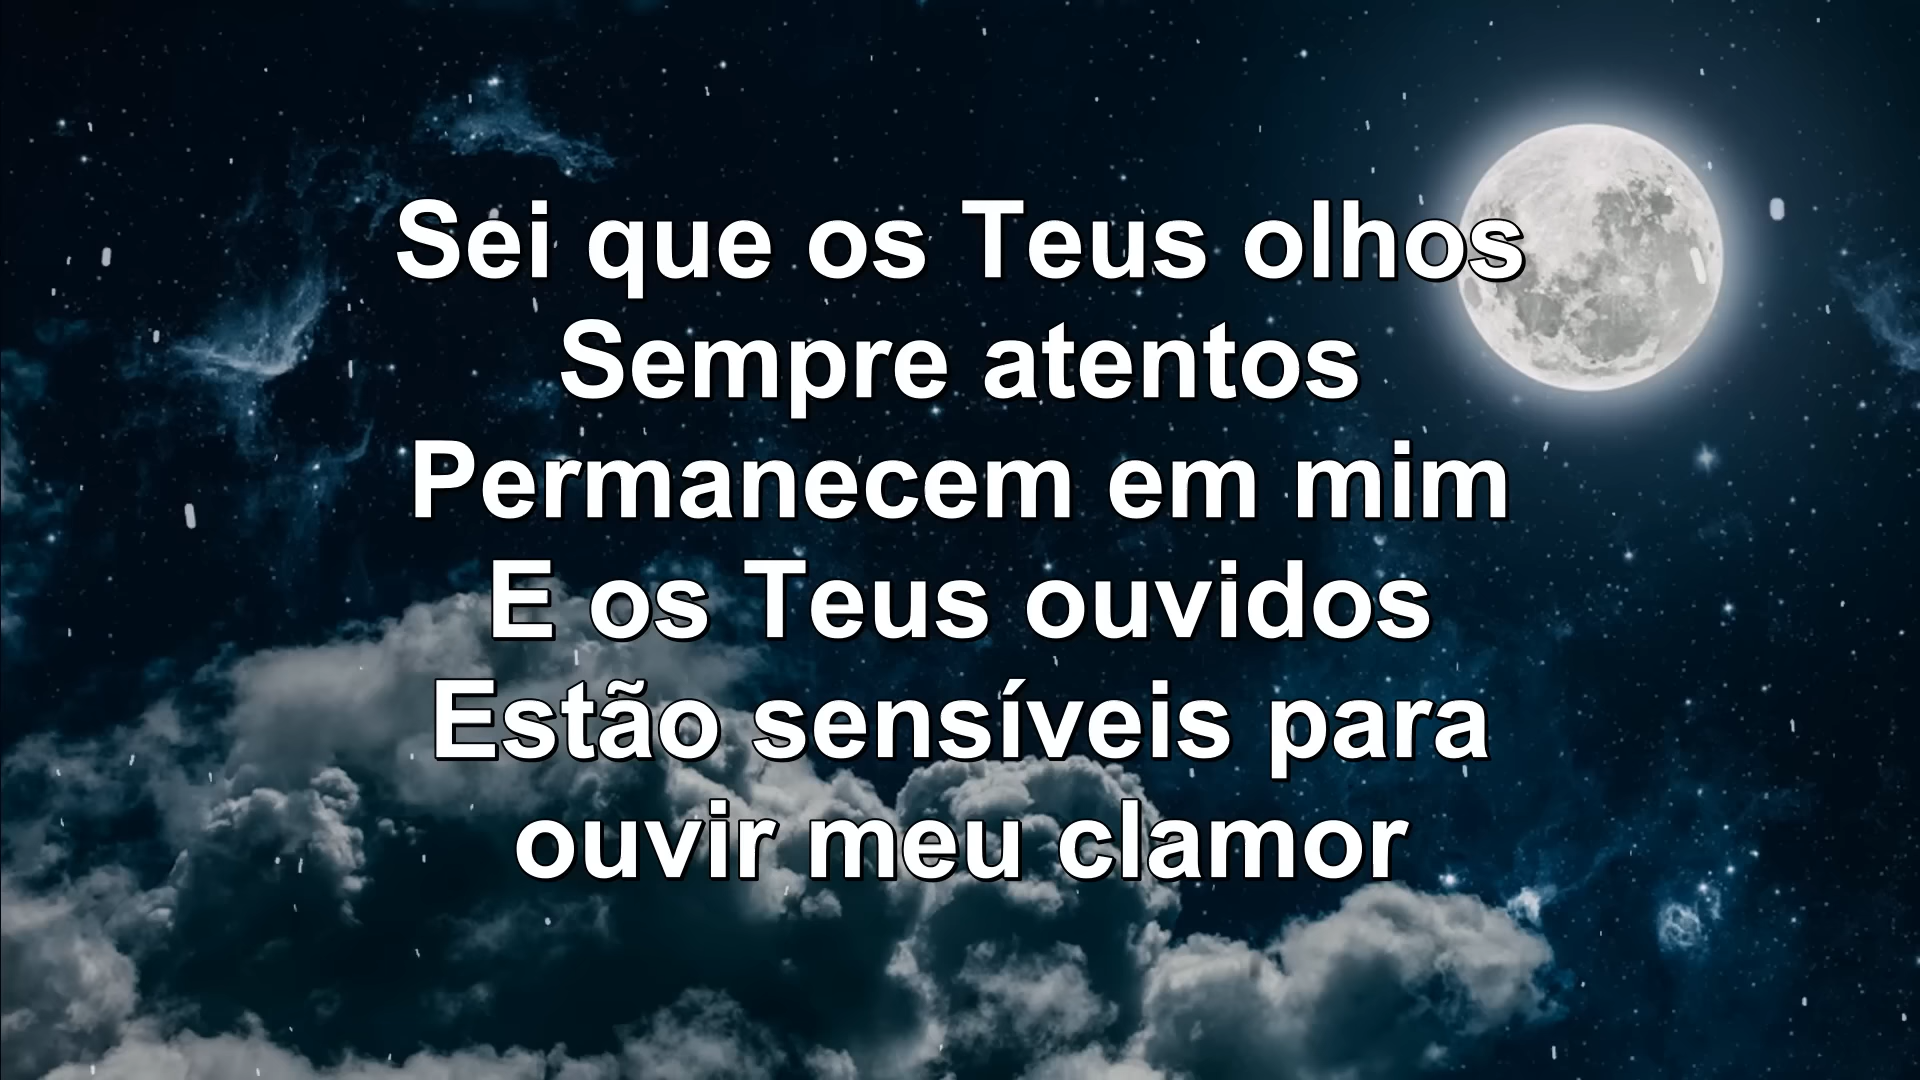 Sei que os Teus olhos
Sempre atentos
Permanecem em mim
E os Teus ouvidos
Estão sensíveis para
ouvir meu clamor